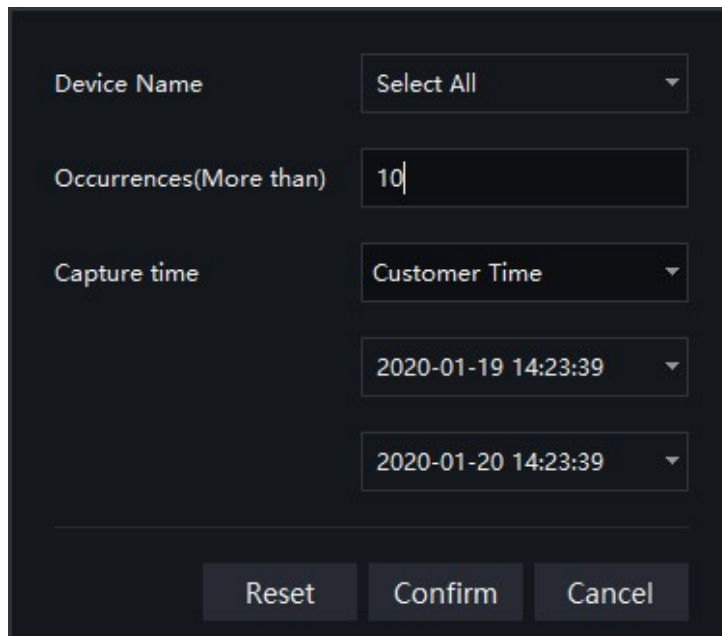 Device Name Select All
Occurrences(More than) 10
Capture time Customer Time
2020-01-19 14:23:39
2020-01-20 14:23:39
Reset Confirm Cancel